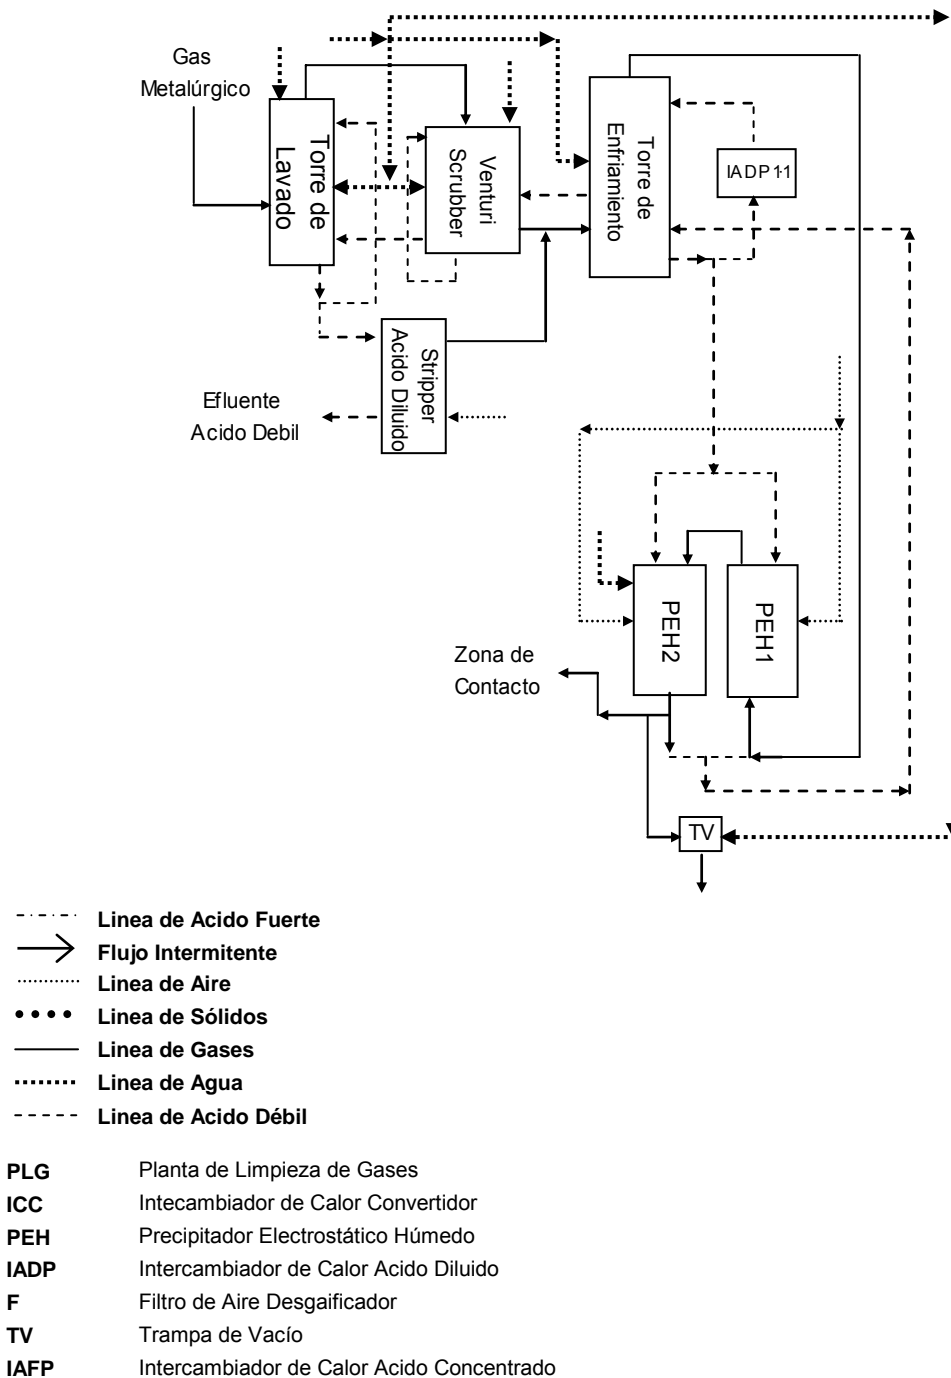 Gas
Metalúrgico
Torre de
Lavado
Venturi
Scrubber
Torre de
Enfriamiento
IADP1-1
Stripper
Acido Diluido
Efluente
Acido Debil
PEH2
PEH1
Zona de
Contacto
TV
Linea de Acido Fuerte
Flujo Intermitente
Linea de Aire
Linea de Sólidos
Linea de Gases
Linea de Agua
Linea de Acido Débil
PLG Planta de Limpieza de Gases
ICC Intecambiador de Calor Convertidor
PEH Precipitador Electrostático Húmedo
IADP Intercambiador de Calor Acido Diluido
F Filtro de Aire Desgaificador
TV Trampa de Vacío
IAFP Intercambiador de Calor Acido Concentrado